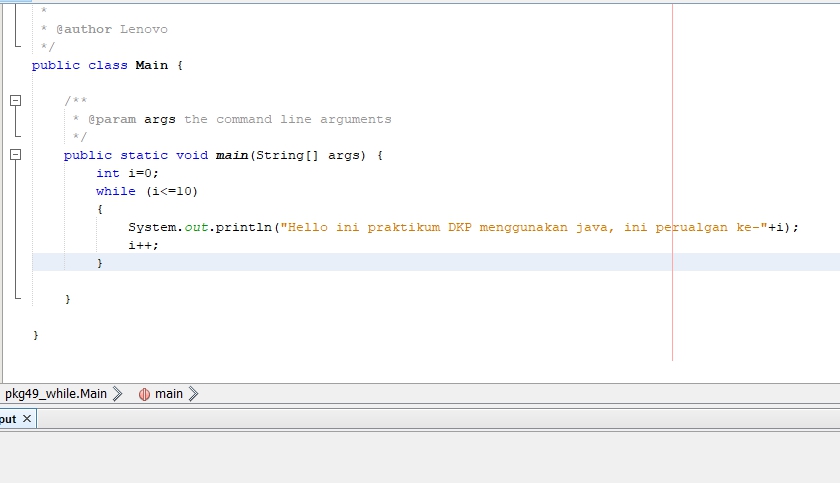 *
* @author Lenovo
*/
public class Main {
/**
* @param args the command line arguments
*/
public static void main(String[] args) {
int i=0;
while (i<=10)
{
System.out.println("Hello ini praktikum DKP menggunakan java, ini perualgan ke-"+i);
i++;
}
}
}
pkg49_while.Main
main
put ×